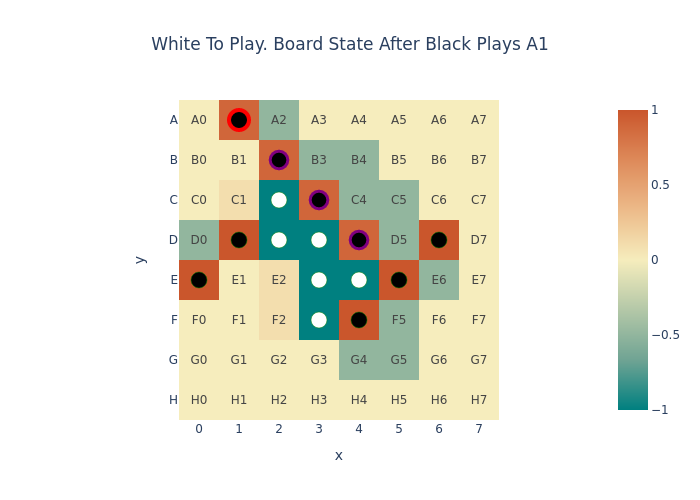 White To Play. Board State After Black Plays A1
A A0 A2 A3 A4 A5 A6 A7 1
B B0 B1 B3 B4 B5 B6 B7
C C0 C1 C4 C5 C6 C7 0.5
D D0 D5 D7
y 0
E E1 E2 E6 E7
F F0 F1 F2 F5 F6 F7 −0.5
G G0 G1 G2 G3 G4 G5 G6 G7
H H0 H1 H2 H3 H4 H5 H6 H7 −1
0 1 2 3 4 5 6 7
x